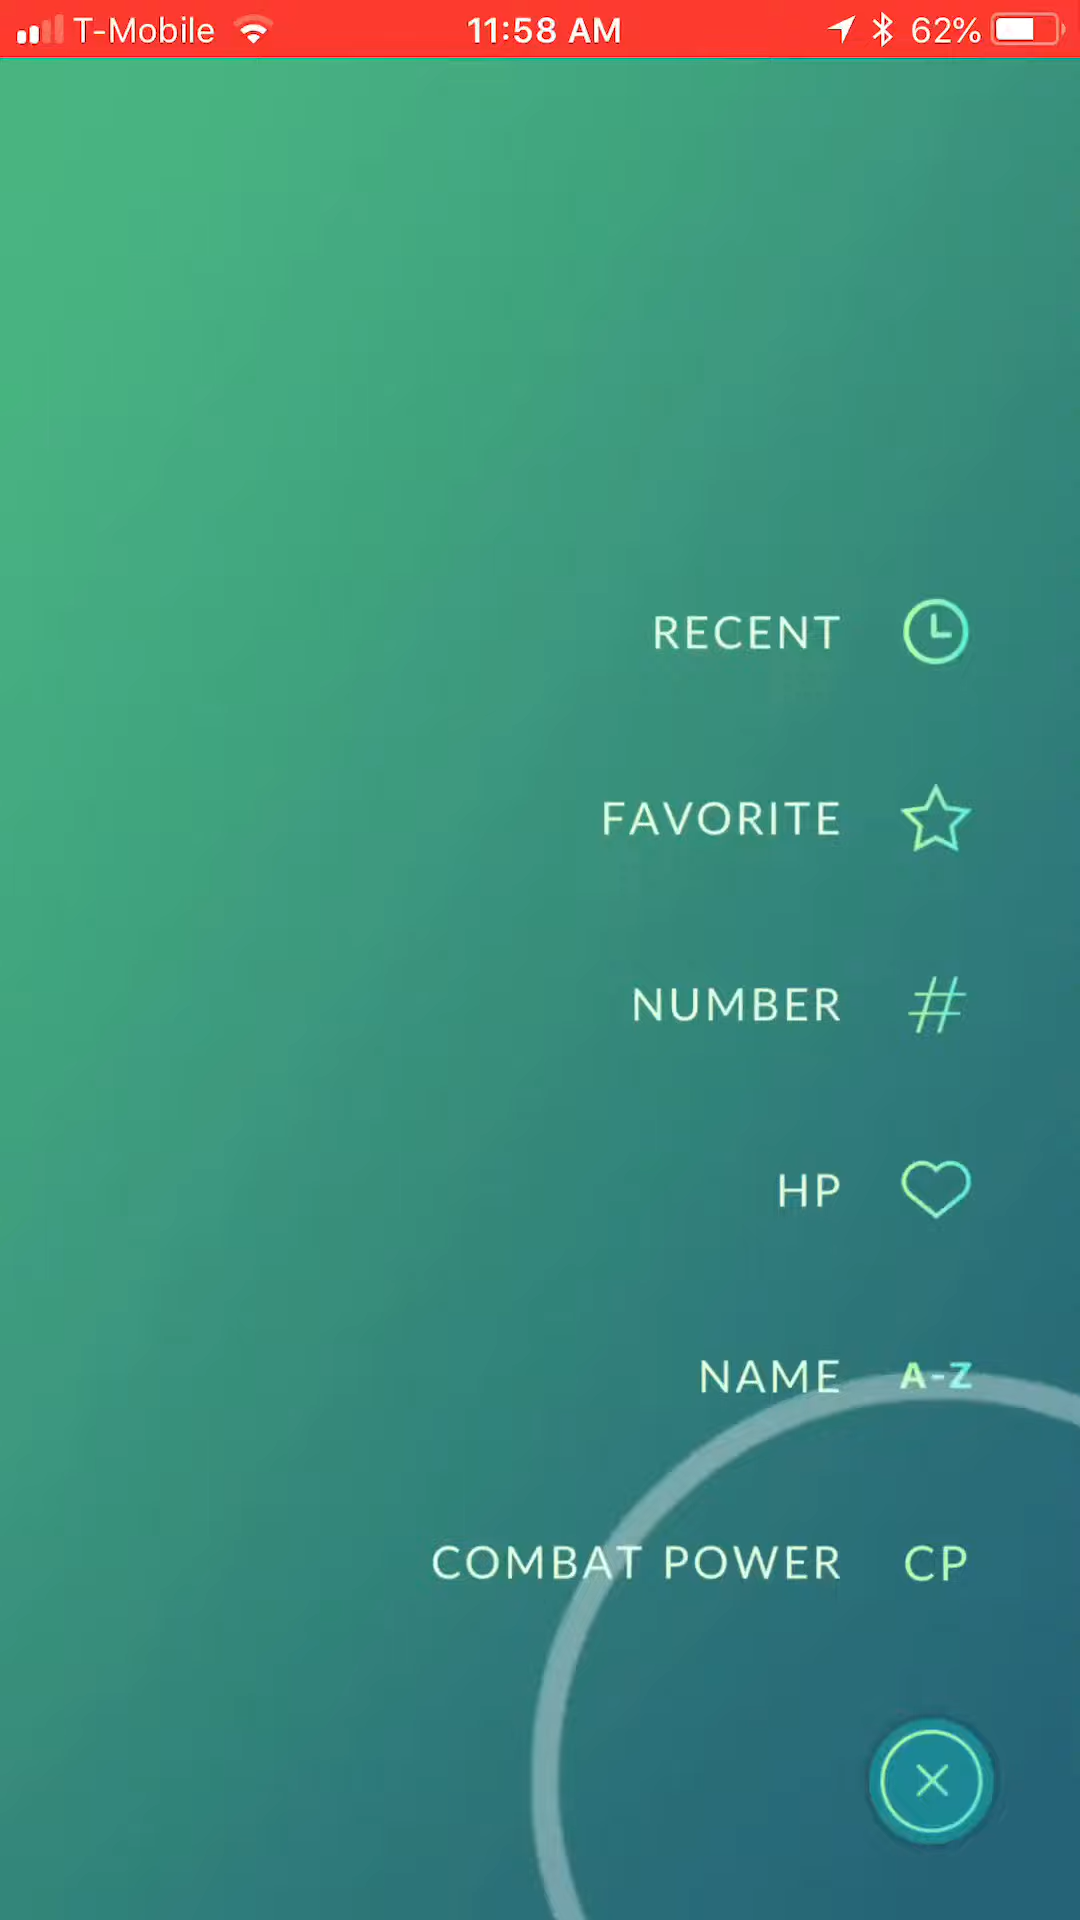 T-Mobile 11:58 AM 62%
RECENT
FAVORITE
NUMBER #
HP
NAME A-Z
COMBAT POWER CP